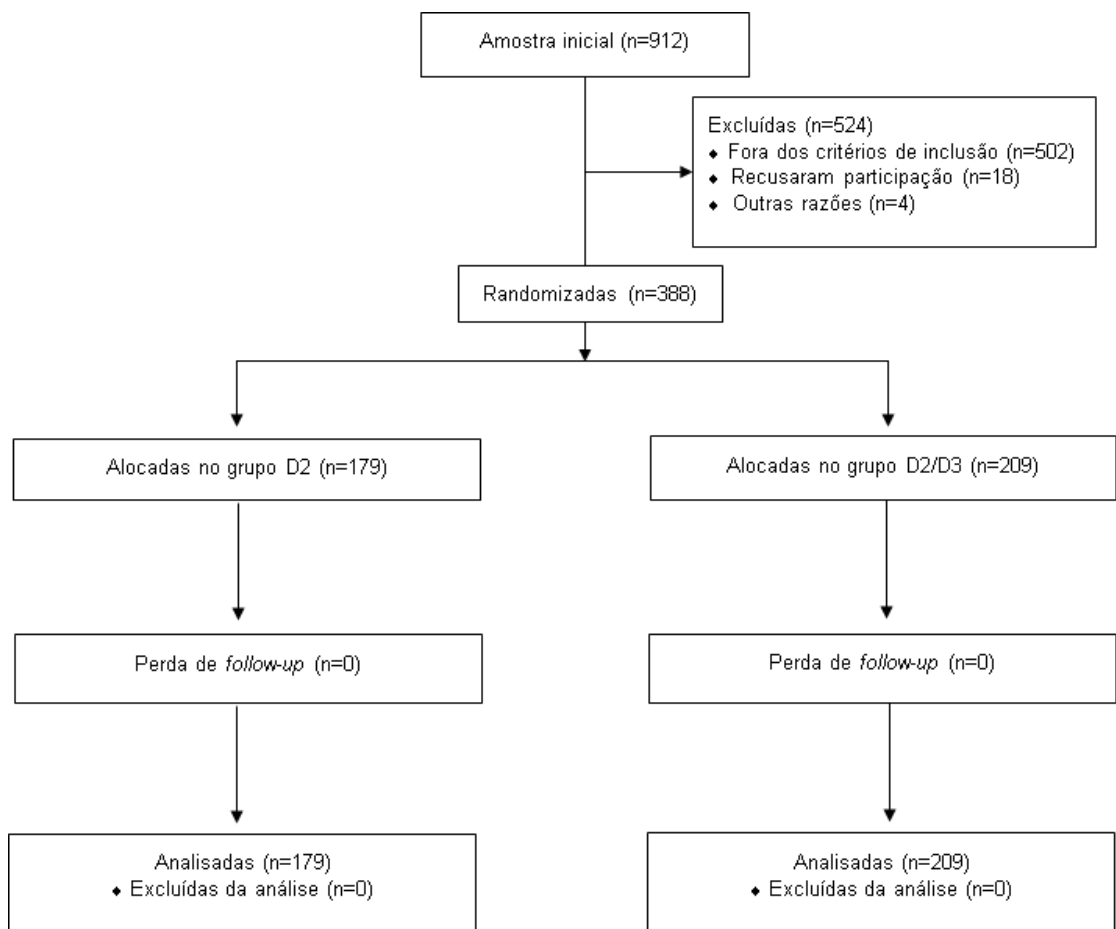 Amostra inicial (n=912)
Excluídas (n=524)
⬥ Fora dos critérios de inclusão (n=502)
⬥ Recusaram participação (n=18)
⬥ Outras razões (n=4)
Randomizadas (n=388)
Alocadas no grupo D2 (n=179)
Alocadas no grupo D2/D3 (n=209)
Perda de follow-up (n=0)
Perda de follow-up (n=0)
Analisadas (n=179)
⬥ Excluídas da análise (n=0)
Analisadas (n=209)
⬥ Excluídas da análise (n=0)